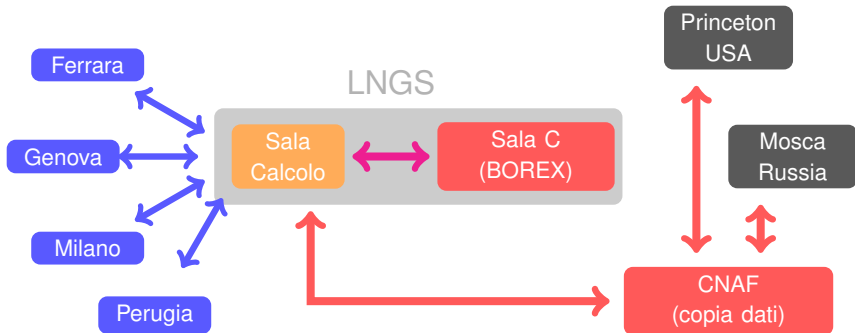 Princeton
USA
Ferrara
LNGS
Sala
Calcolo
Sala C
(BOREX)
Mosca
Russia
Genova
Milano
Perugia
CNAF
(copia dati)